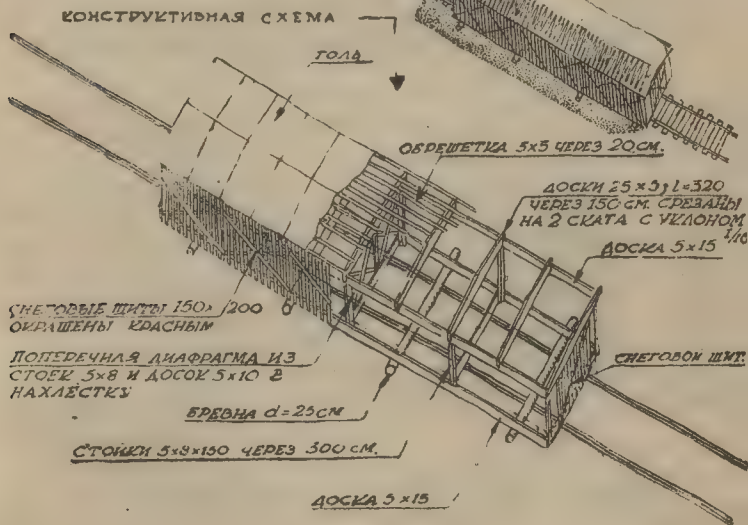 КОНСТРУКТИВНАЯ СХЕМА
ТОЛЬ
ОБРЕШЕТКА 5×5 ЧЕРЕЗ 20 СМ.
ДОСКИ 25×5, l=320
ЧЕРЕЗ 150 СМ. СРЕЗАНЫ
НА 2 СКАТА С УКЛОНОМ
1/10
ДОСКА 5×15
СНЕГОВЫЕ ЩИТЫ 150×200
ОКРАШЕНЫ КРАСНЫМ
ПОПЕРЕЧНАЯ ДИАФРАГМА ИЗ
СТОЕК 5×8 И ДОСОК 5×10 В
НАХЛЕСТКУ
СНЕГОВОЙ ЩИТ.
БРЕВНА d=25 СМ
СТОЙКИ 5×8×150 ЧЕРЕЗ 300 СМ.
ДОСКА 5×15